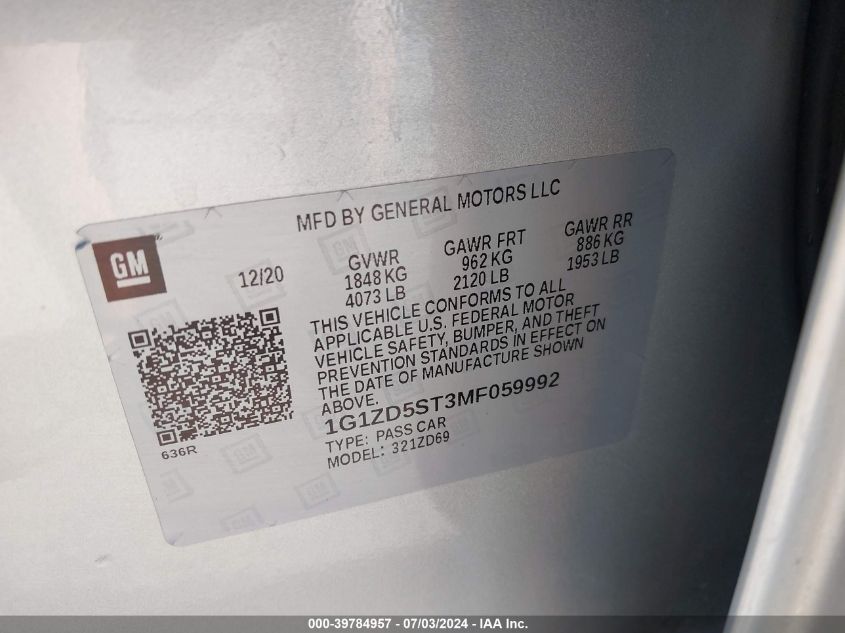 MFD BY GENERAL MOTORS LLC
GM
12/20
GVWR
1848 KG
4073 LB
GAWR FRT
962 KG
2120 LB
GAWR RR
886 KG
1953 LB
THIS VEHICLE CONFORMS TO ALL
APPLICABLE U.S. FEDERAL MOTOR
VEHICLE SAFETY, BUMPER, AND THEFT
PREVENTION STANDARDS IN EFFECT ON
THE DATE OF MANUFACTURE SHOWN
ABOVE.
1G1ZD5ST3MF059992
TYPE: PASS CAR
MODEL: 321ZD69
636R
000-39784957 - 07/03/2024 - IAA Inc.